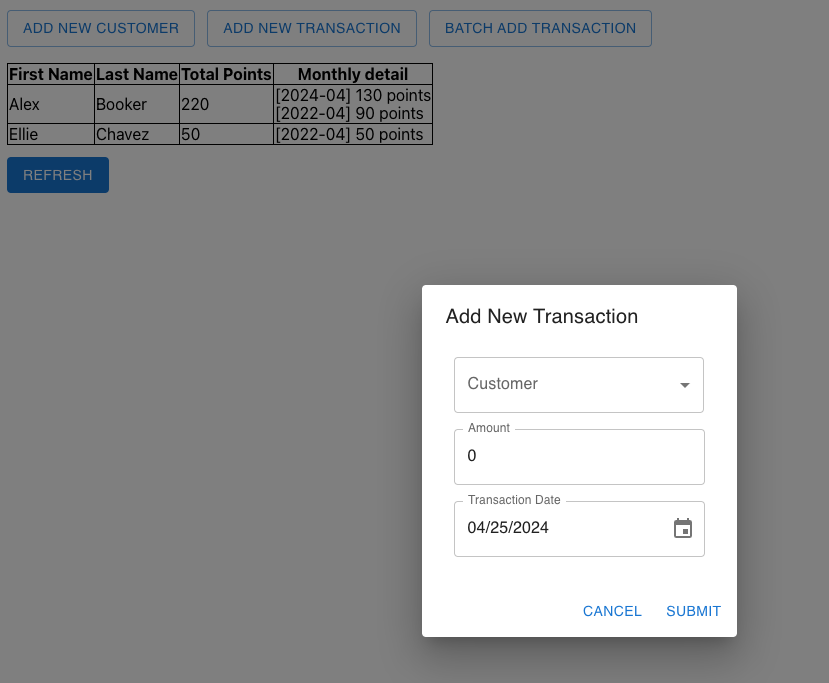 ADD NEW CUSTOMER ADD NEW TRANSACTION BATCH ADD TRANSACTION
First Name Last Name Total Points Monthly detail
Alex Booker 220 [2024-04] 130 points
[2022-04] 90 points
Ellie Chavez 50 [2022-04] 50 points
REFRESH
Add New Transaction
Customer
Amount
0
Transaction Date
04/25/2024
CANCEL SUBMIT